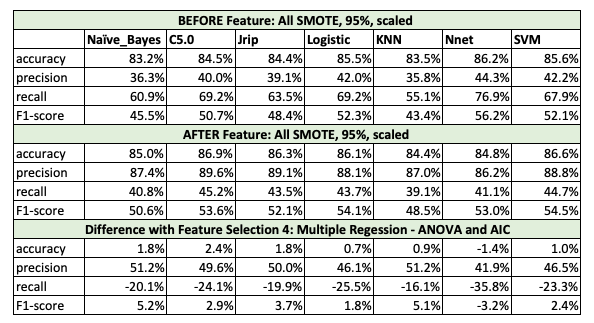 BEFORE Feature: All SMOTE, 95%, scaled
Naïve_Bayes C5.0 Jrip Logistic KNN Nnet SVM
accuracy 83.2% 84.5% 84.4% 85.5% 83.5% 86.2% 85.6%
precision 36.3% 40.0% 39.1% 42.0% 35.8% 44.3% 42.2%
recall 60.9% 69.2% 63.5% 69.2% 55.1% 76.9% 67.9%
F1-score 45.5% 50.7% 48.4% 52.3% 43.4% 56.2% 52.1%
AFTER Feature: All SMOTE, 95%, scaled
accuracy 85.0% 86.9% 86.3% 86.1% 84.4% 84.8% 86.6%
precision 87.4% 89.6% 89.1% 88.1% 87.0% 86.2% 88.8%
recall 40.8% 45.2% 43.5% 43.7% 39.1% 41.1% 44.7%
F1-score 50.6% 53.6% 52.1% 54.1% 48.5% 53.0% 54.5%
Difference with Feature Selection 4: Multiple Regression - ANOVA and AIC
accuracy 1.8% 2.4% 1.8% 0.7% 0.9% -1.4% 1.0%
precision 51.2% 49.6% 50.0% 46.1% 51.2% 41.9% 46.5%
recall -20.1% -24.1% -19.9% -25.5% -16.1% -35.8% -23.3%
F1-score 5.2% 2.9% 3.7% 1.8% 5.1% -3.2% 2.4%